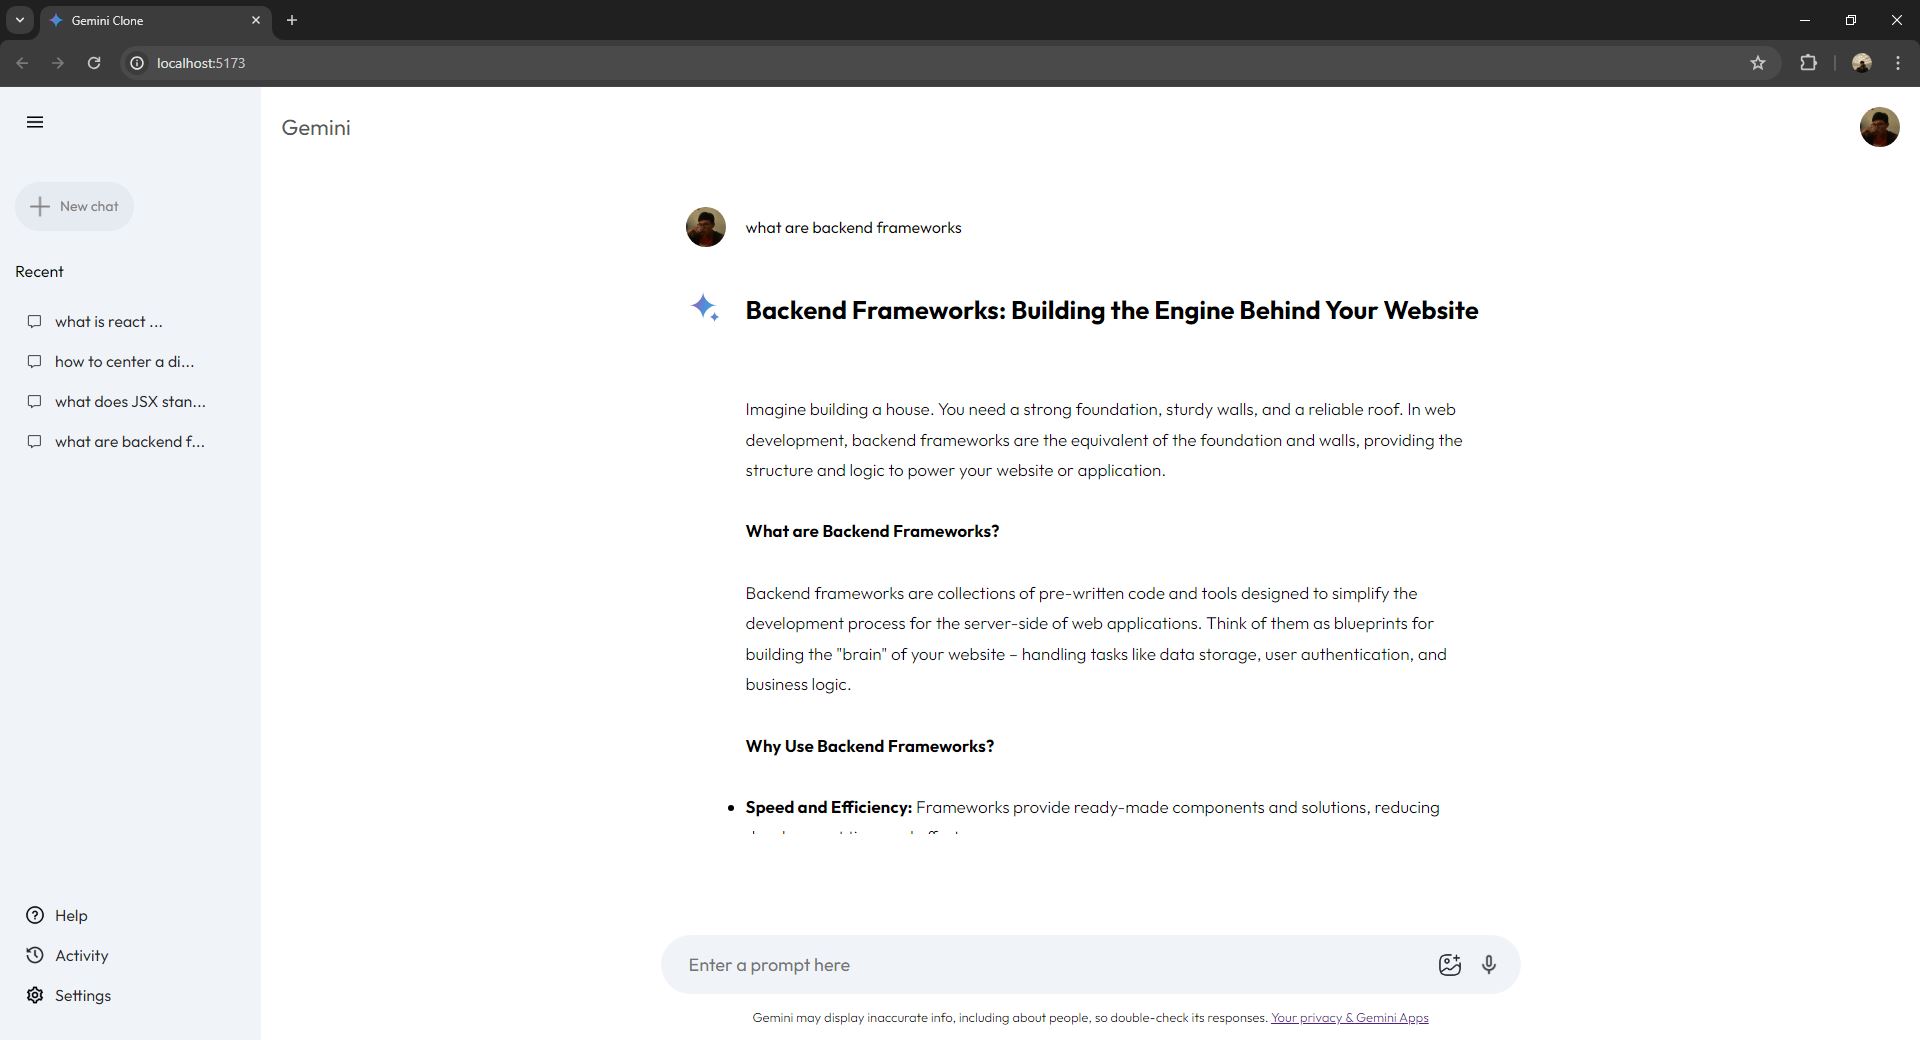 Gemini Clone
localhost:5173
Gemini
New chat
Recent
what is react ...
how to center a di...
what does JSX stan...
what are backend f...
Help
Activity
Settings
what are backend frameworks
Backend Frameworks: Building the Engine Behind Your Website
Imagine building a house. You need a strong foundation, sturdy walls, and a reliable roof. In web
development, backend frameworks are the equivalent of the foundation and walls, providing the
structure and logic to power your website or application.
What are Backend Frameworks?
Backend frameworks are collections of pre-written code and tools designed to simplify the
development process for the server-side of web applications. Think of them as blueprints for
building the "brain" of your website – handling tasks like data storage, user authentication, and
business logic.
Why Use Backend Frameworks?
Speed and Efficiency: Frameworks provide ready-made components and solutions, reducing
Enter a prompt here
Gemini may display inaccurate info, including about people, so double-check its responses. Your privacy & Gemini Apps